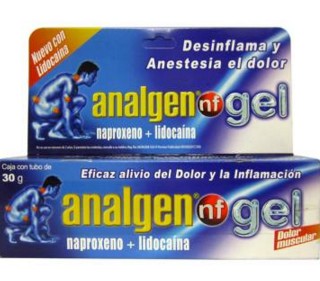 Nuevo con
Lidocaína
Desinflama y
Anestesia el dolor
analgen nf gel
naproxeno + lidocaína
Caja con tubo de
30 g
Eficaz alivio del Dolor y la Inflamación
analgen nf gel
naproxeno + lidocaína
Dolor
muscular